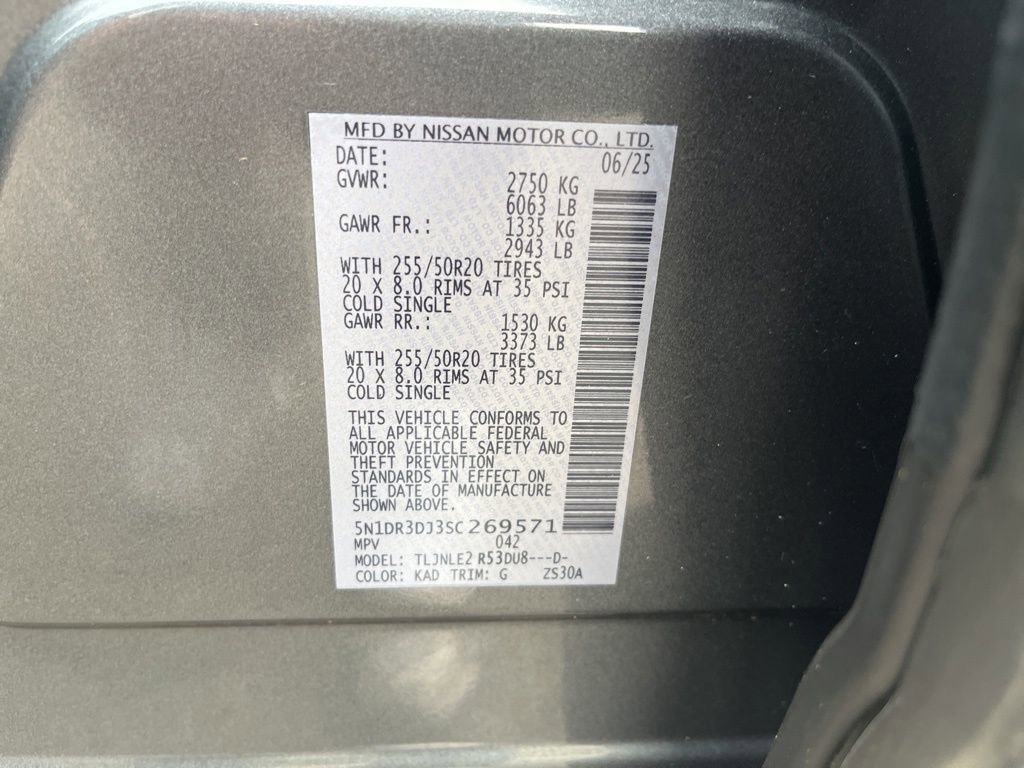 MFD BY NISSAN MOTOR CO., LTD.
DATE: 06/25
GVWR: 2750 KG
6063 LB
GAWR FR.: 1335 KG
2943 LB
WITH 255/50R20 TIRES
20 X 8.0 RIMS AT 35 PSI
COLD SINGLE
GAWR RR.: 1530 KG
3373 LB
WITH 255/50R20 TIRES
20 X 8.0 RIMS AT 35 PSI
COLD SINGLE
THIS VEHICLE CONFORMS TO
ALL APPLICABLE FEDERAL
MOTOR VEHICLE SAFETY AND
THEFT PREVENTION
STANDARDS IN EFFECT ON
THE DATE OF MANUFACTURE
SHOWN ABOVE.
5N1DR3DJ3SC269571
MPV 042
MODEL: TLJNLE2 R53DU8---D-
COLOR: KAD TRIM: G ZS30A